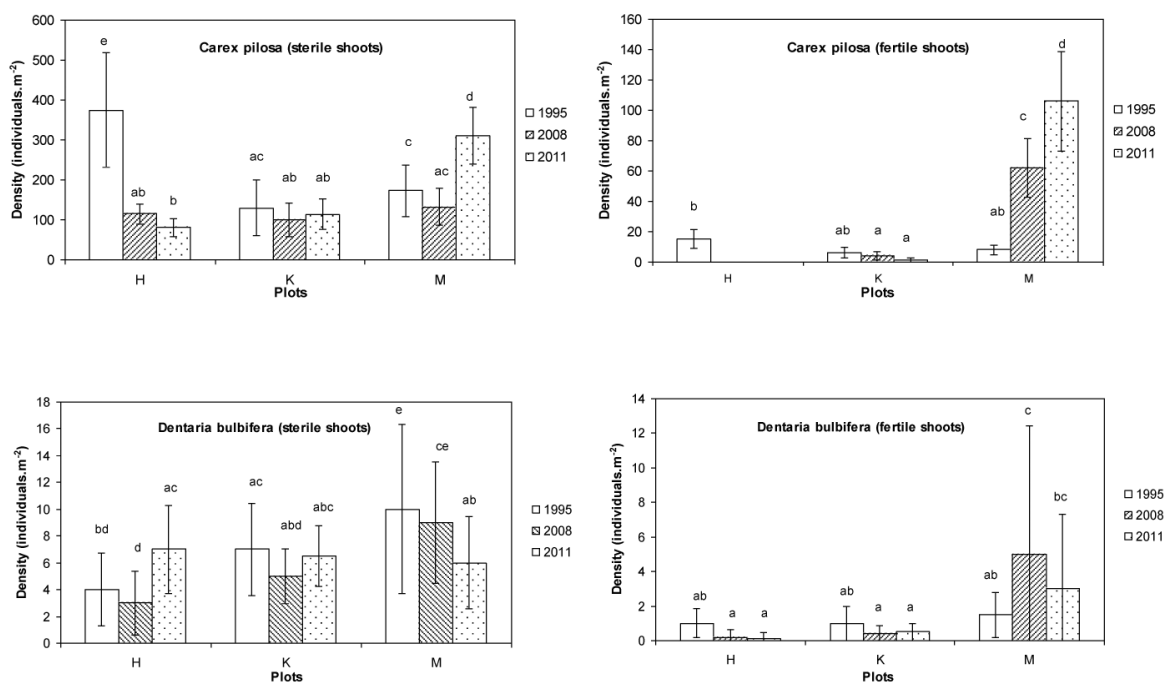 Carex pilosa (sterile shoots)
Density (individuals.m-2)
600
500
400
300
200
100
0
e
ab
b
ac
ab
ab
c
ac
d
H K M
Plots
1995
2008
2011
Carex pilosa (fertile shoots)
Density (individuals.m-2)
160
140
120
100
80
60
40
20
0
b
ab
a
a
ab
c
d
H K M
Plots
1995
2008
2011
Dentaria bulbifera (sterile shoots)
Density (individuals.m-2)
18
16
14
12
10
8
6
4
2
0
bd
d
ac
ac
abd
abc
e
ce
ab
H K M
Plots
1995
2008
2011
Dentaria bulbifera (fertile shoots)
Density (individuals.m-2)
14
12
10
8
6
4
2
0
ab
a
a
ab
a
a
ab
c
bc
H K M
Plots
1995
2008
2011